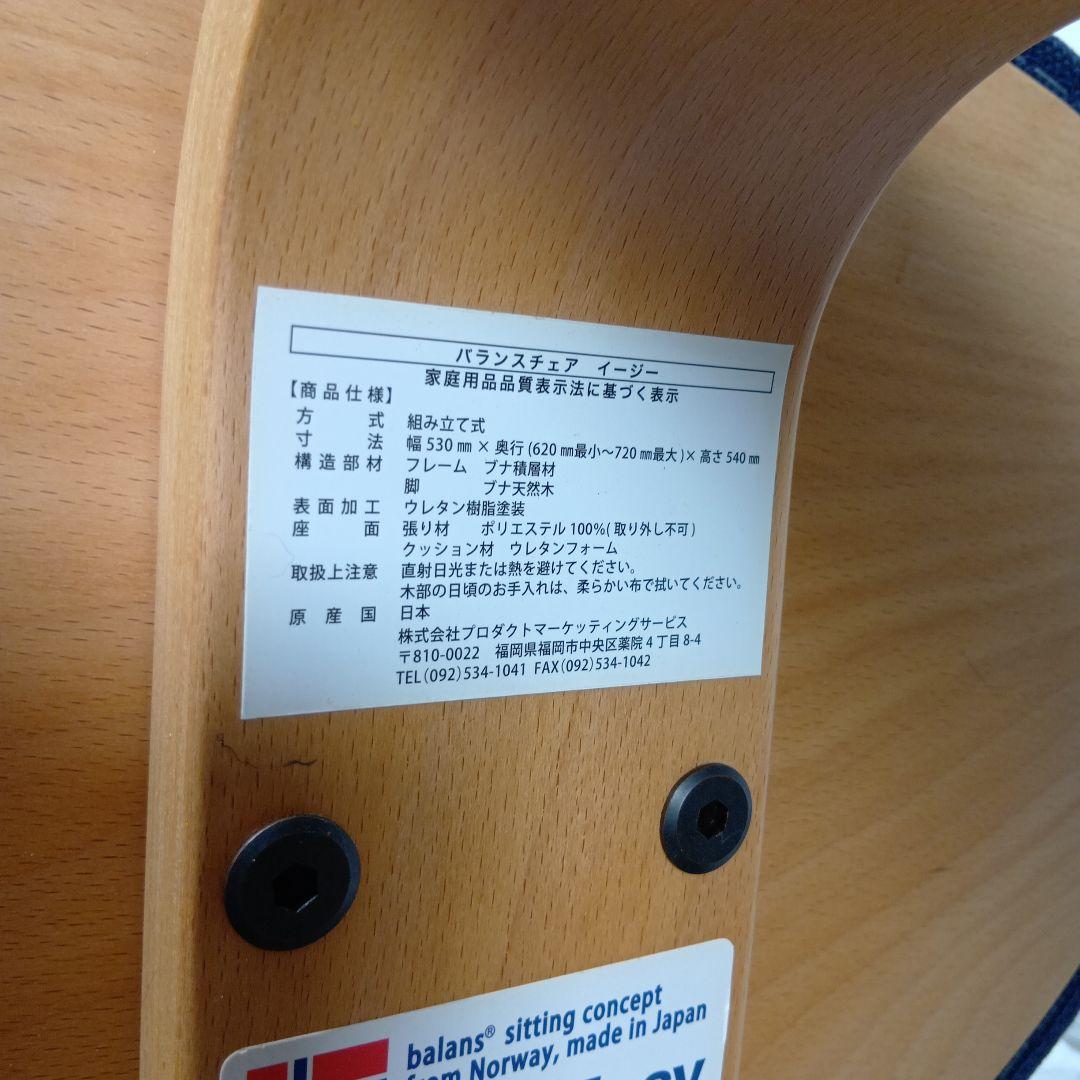 バランスチェア イージー
家庭用品品質表示法に基づく表示
【商品仕様】
方式 組み立て式
寸法 幅 530 ㎜ × 奥行 (620 ㎜最小〜720 ㎜最大)× 高さ 540 ㎜
構造部材 フレーム ブナ積層材
脚 ブナ天然木
表面加工 ウレタン樹脂塗装
座面 張り材 ポリエステル 100%( 取り外し不可 )
クッション材 ウレタンフォーム
取扱上注意 直射日光または熱を避けてください。
木部の日頃のお手入れは、柔らかい布で拭いてください。
原産国 日本
株式会社プロダクトマーケッティングサービス
〒810-0022 福岡県福岡市中央区薬院 4 丁目 8-4
TEL(092)534-1041 FAX(092)534-1042
balans® sitting concept
from Norway, made in Japan